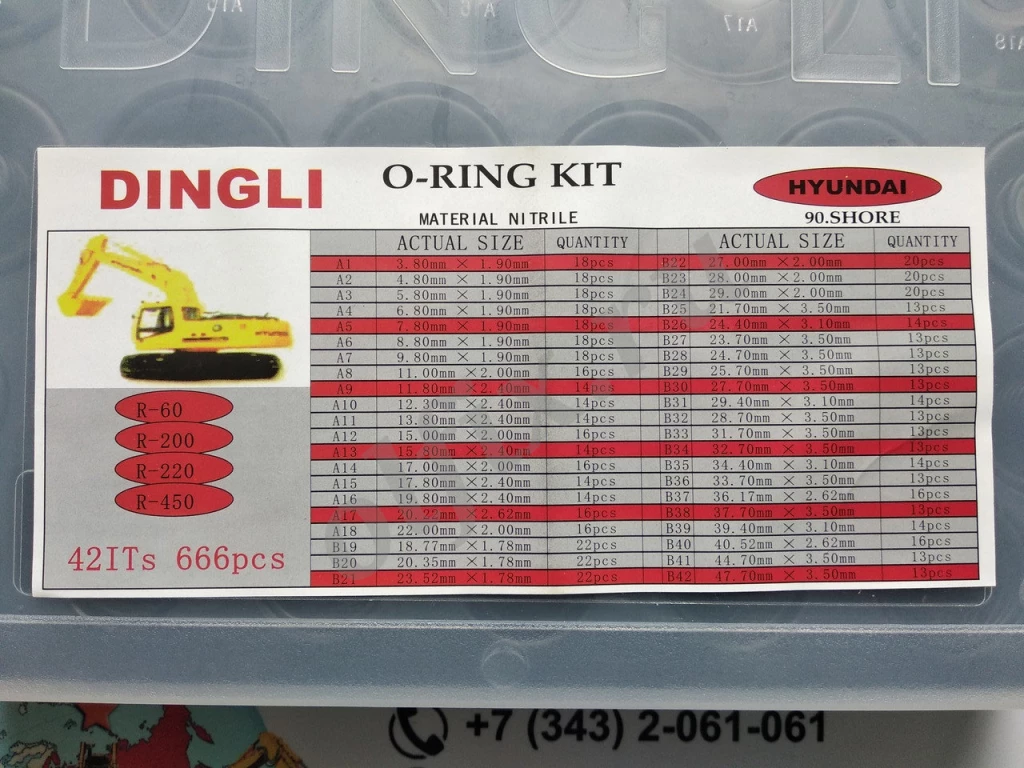 A15
A16
A17
A18
DINGLI
DINGLI
O-RING KIT
HYUNDAI
MATERIAL NITRILE
90.SHORE
ACTUAL SIZE QUANTITY ACTUAL SIZE QUANTITY
A1 3.80mm × 1.90mm 18pcs B22 27.00mm ×2.00mm 20pcs
A2 4.80mm × 1.90mm 18pcs B23 28.00mm ×2.00mm 20pcs
A3 5.80mm × 1.90mm 18pcs B24 29.00mm ×2.00mm 20pcs
A4 6.80mm × 1.90mm 18pcs B25 21.70mm × 3.50mm 13pcs
A5 7.80mm × 1.90mm 18pcs B26 24.40mm × 3.10mm 14pcs
A6 8.80mm × 1.90mm 18pcs B27 23.70mm × 3.50mm 13pcs
A7 9.80mm × 1.90mm 18pcs B28 24.70mm × 3.50mm 13pcs
A8 11.00mm ×2.00mm 16pcs B29 25.70mm × 3.50mm 13pcs
A9 11.80mm ×2.40mm 14pcs B30 27.70mm × 3.50mm 13pcs
A10 12.30mm ×2.40mm 14pcs B31 29.40mm × 3.10mm 14pcs
A11 13.80mm ×2.40mm 14pcs B32 28.70mm × 3.50mm 13pcs
A12 15.00mm ×2.00mm 16pcs B33 31.70mm × 3.50mm 13pcs
A13 15.80mm ×2.40mm 14pcs B34 32.70mm × 3.50mm 13pcs
A14 17.00mm ×2.00mm 16pcs B35 34.40mm × 3.10mm 14pcs
A15 17.80mm ×2.40mm 14pcs B36 33.70mm × 3.50mm 13pcs
A16 19.80mm ×2.40mm 14pcs B37 36.17mm × 2.62mm 16pcs
A17 20.22mm ×2.62mm 16pcs B38 37.70mm × 3.50mm 13pcs
A18 22.00mm ×2.00mm 16pcs B39 39.40mm × 3.10mm 14pcs
B19 18.77mm ×1.78mm 22pcs B40 40.52mm × 2.62mm 16pcs
B20 20.35mm ×1.78mm 22pcs B41 44.70mm × 3.50mm 13pcs
B21 23.52mm ×1.78mm 22pcs B42 47.70mm × 3.50mm 13pcs
R-60
R-200
R-220
R-450
42ITs 666pcs
+7 (343) 2-061-061